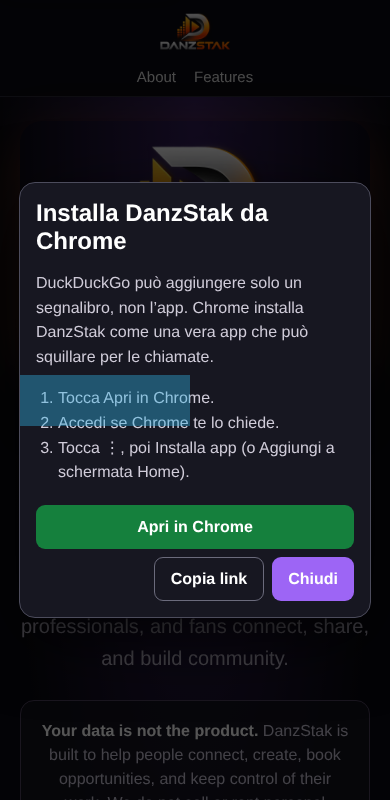 DANZSTAK
About Features
Installa DanzStak da
Chrome
DuckDuckGo può aggiungere solo un
segnalibro, non l’app. Chrome installa
DanzStak come una vera app che può
squillare per le chiamate.
1. Tocca Apri in Chrome.
2. Accedi se Chrome te lo chiede.
3. Tocca ⋮, poi Installa app (o Aggiungi a
schermata Home).
Apri in Chrome
Copia link Chiudi
professionals, and fans connect, share,
and build community.
Your data is not the product. DanzStak is
built to help people connect, create, book
opportunities, and keep control of their